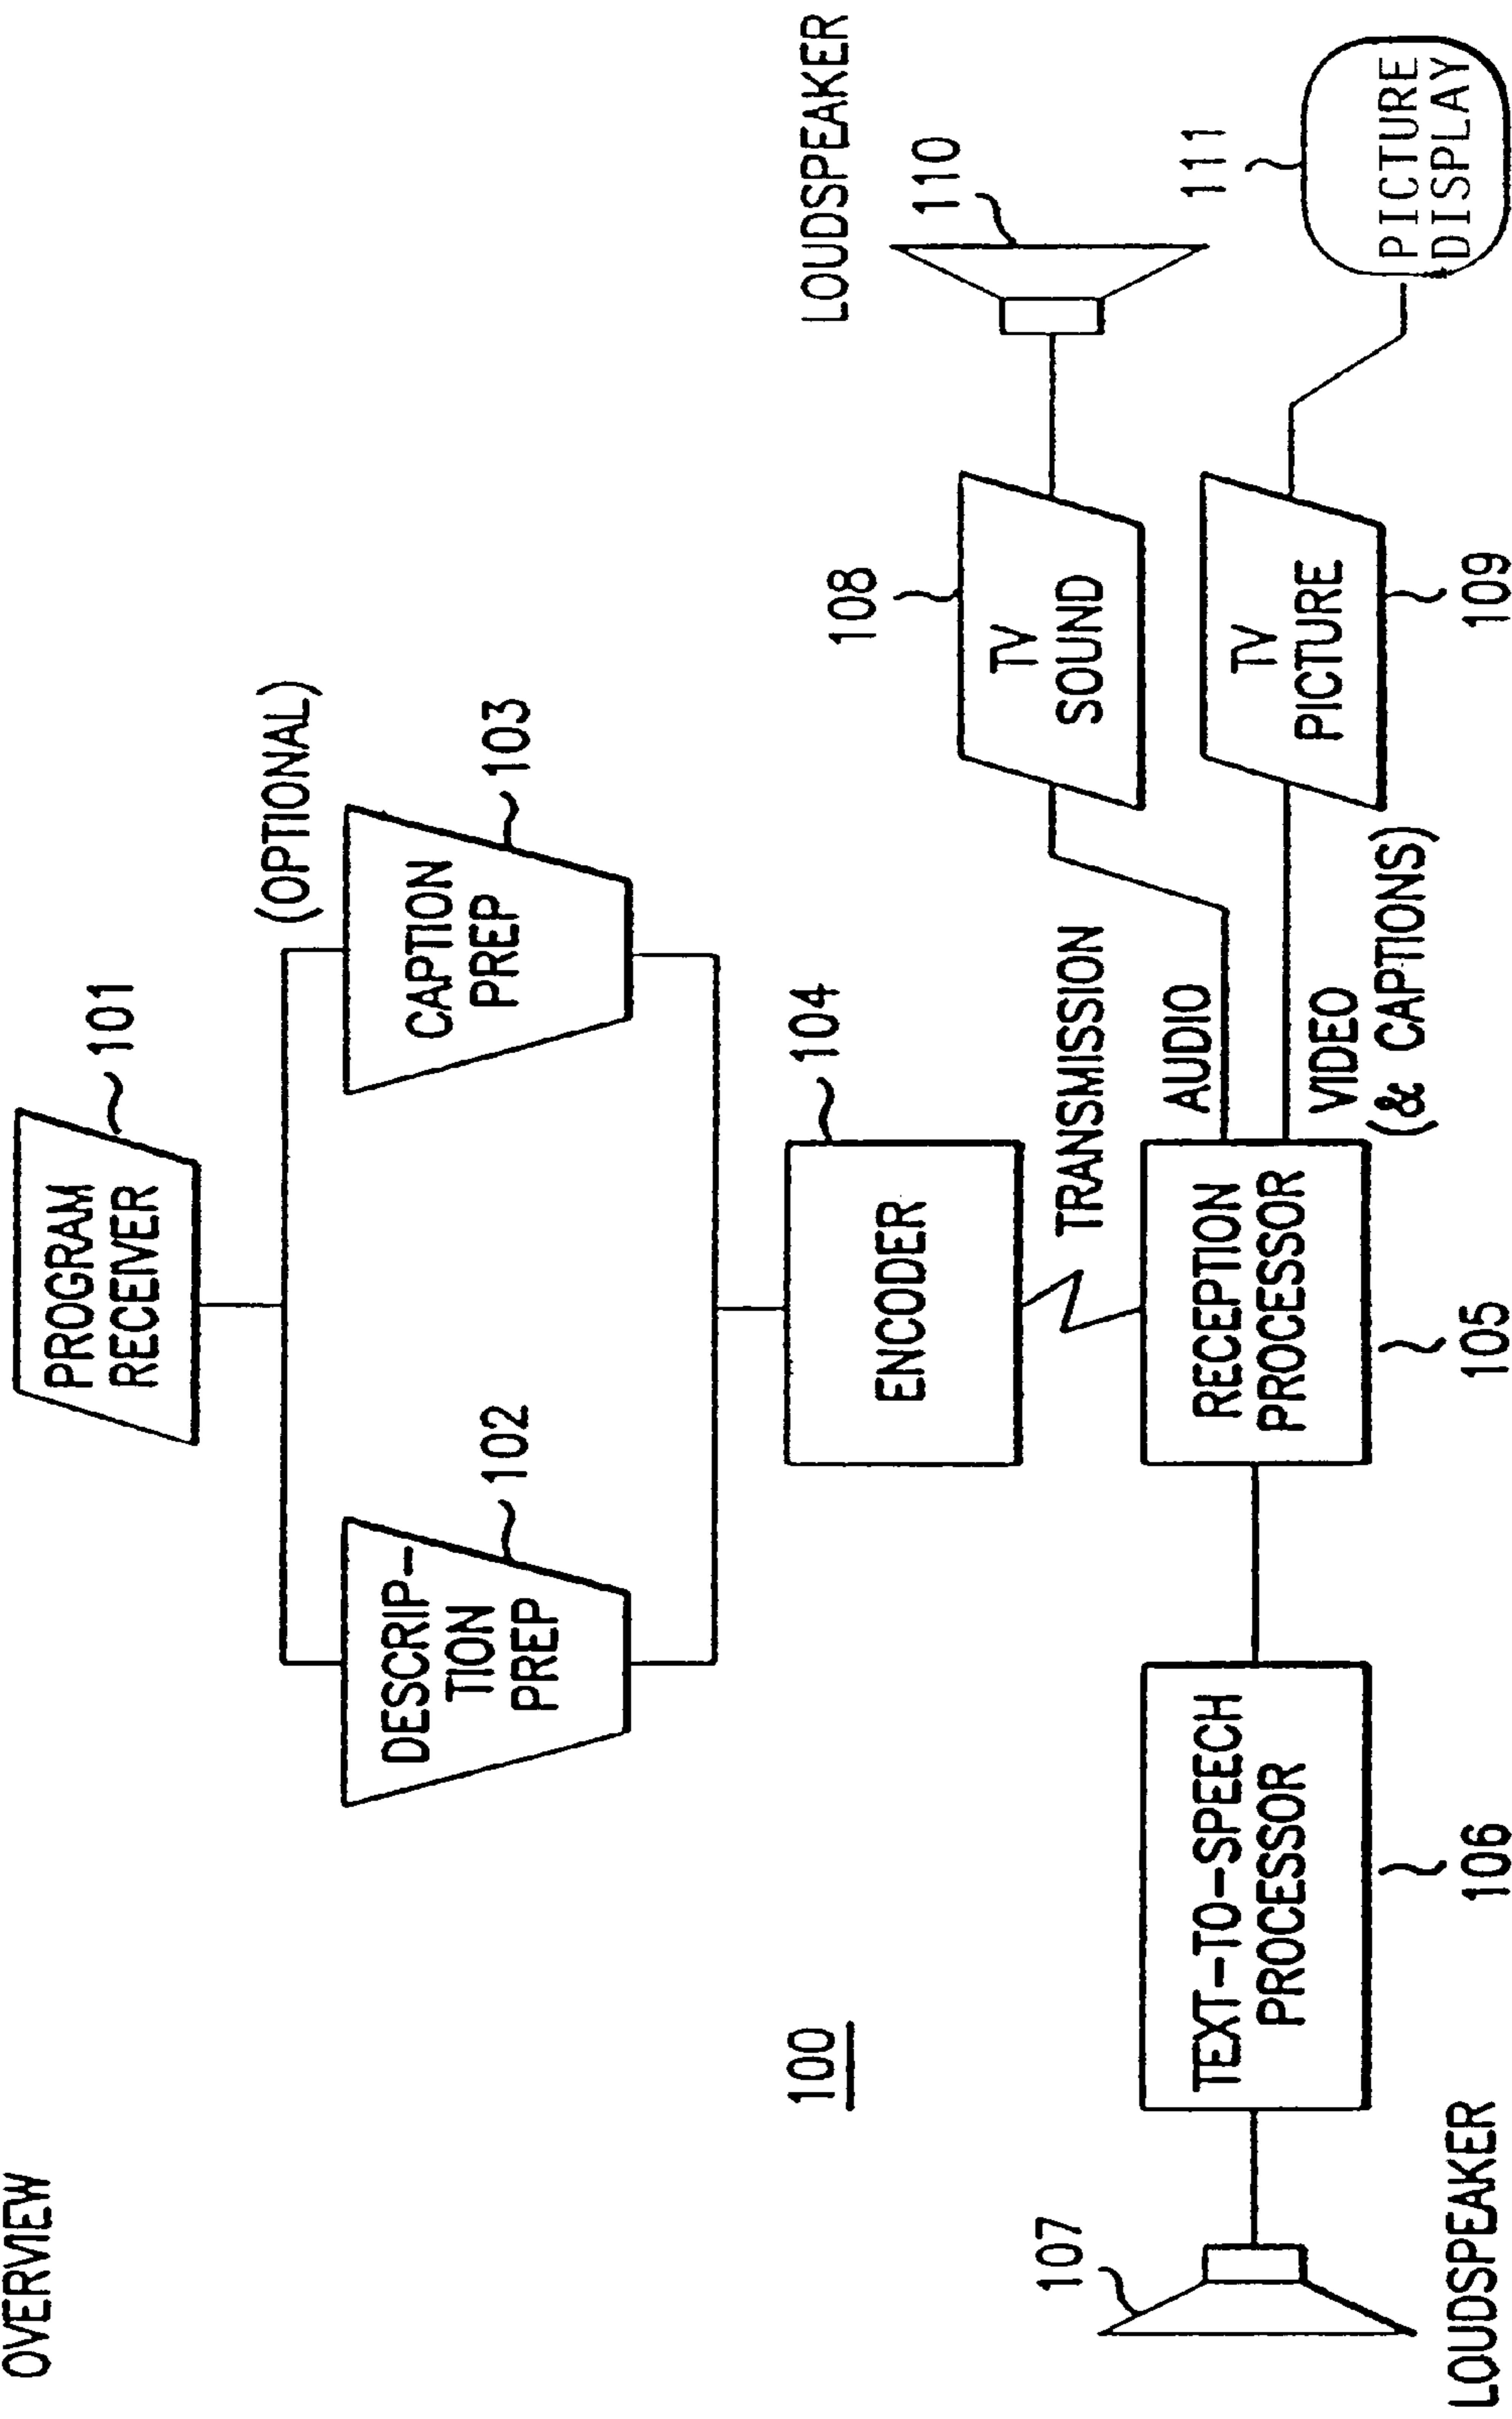 OVERVIEW
PROGRAM
RECEIVER
101
(OPTIONAL)
DESCRIP-
TION
PREP
102
CAPTION
PREP
103
100
ENCODER
104
TRANSMISSION
LOUDSPEAKER
107
TEXT-TO-SPEECH
PROCESSOR
106
RECEPTION
PROCESSOR
105
AUDIO
VIDEO
(& CAPTIONS)
108
TV
SOUND
TV
PICTURE
109
LOUDSPEAKER
110
111
PICTURE
DISPLAY